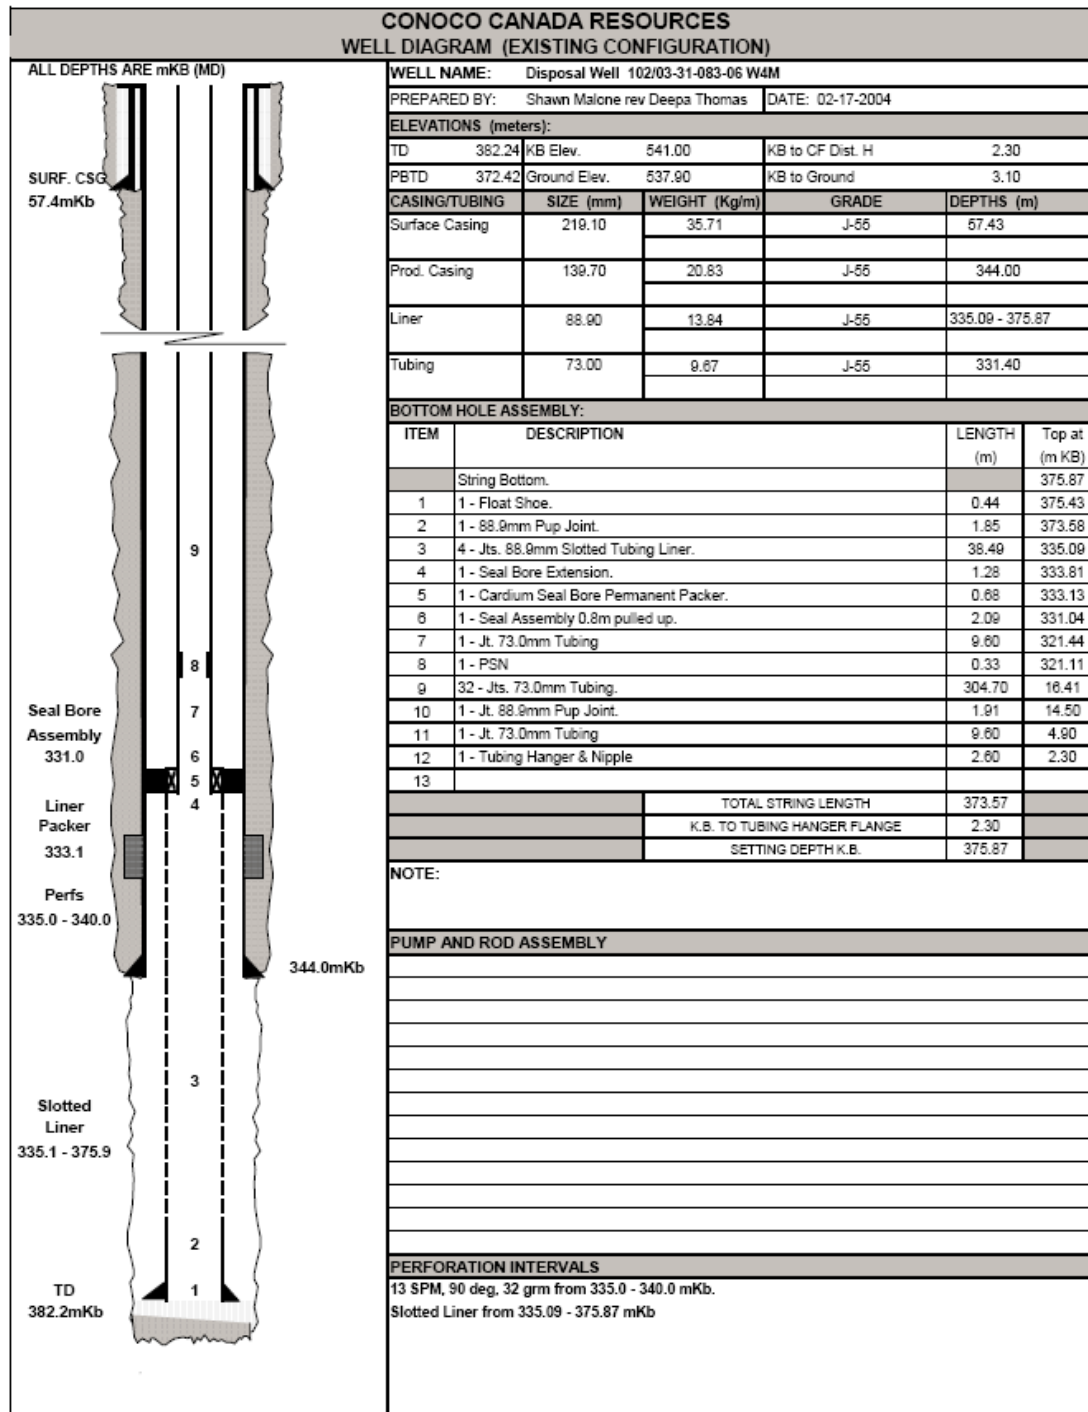 CONOCO CANADA RESOURCES
WELL DIAGRAM (EXISTING CONFIGURATION)
ALL DEPTHS ARE mKB (MD)
SURF. CSG
57.4mKb
9
8
7
Seal Bore
Assembly
331.0
6
5
4
Liner
Packer
333.1
Perfs
335.0 - 340.0
344.0mKb
3
Slotted
Liner
335.1 - 375.9
2
1
TD
382.2mKb
WELL NAME: Disposal Well 102/03-31-083-06 W4M
PREPARED BY: Shawn Malone rev Deepa Thomas DATE: 02-17-2004
ELEVATIONS (meters):
TD 382.24 KB Elev. 541.00 KB to CF Dist. H 2.30
PBTD 372.42 Ground Elev. 537.90 KB to Ground 3.10
CASING/TUBING SIZE (mm) WEIGHT (Kg/m) GRADE DEPTHS (m)
Surface Casing 219.10 35.71 J-55 57.43
Prod. Casing 139.70 20.83 J-55 344.00
Liner 88.90 13.84 J-55 335.09 - 375.87
Tubing 73.00 9.67 J-55 331.40
BOTTOM HOLE ASSEMBLY:
ITEM DESCRIPTION LENGTH Top at
(m) (m KB)
String Bottom. 375.87
1 1 - Float Shoe. 0.44 375.43
2 1 - 88.9mm Pup Joint. 1.85 373.58
3 4 - Jts. 88.9mm Slotted Tubing Liner. 38.49 335.09
4 1 - Seal Bore Extension. 1.28 333.81
5 1 - Cardium Seal Bore Permanent Packer. 0.68 333.13
6 1 - Seal Assembly 0.8m pulled up. 2.09 331.04
7 1 - Jt. 73.0mm Tubing 9.60 321.44
8 1 - PSN 0.33 321.11
9 32 - Jts. 73.0mm Tubing. 304.70 16.41
10 1 - Jt. 88.9mm Pup Joint. 1.91 14.50
11 1 - Jt. 73.0mm Tubing 9.60 4.90
12 1 - Tubing Hanger & Nipple 2.60 2.30
13
TOTAL STRING LENGTH 373.57
K.B. TO TUBING HANGER FLANGE 2.30
SETTING DEPTH K.B. 375.87
NOTE:
PUMP AND ROD ASSEMBLY
PERFORATION INTERVALS
13 SPM, 90 deg, 32 grm from 335.0 - 340.0 mKb.
Slotted Liner from 335.09 - 375.87 mKb